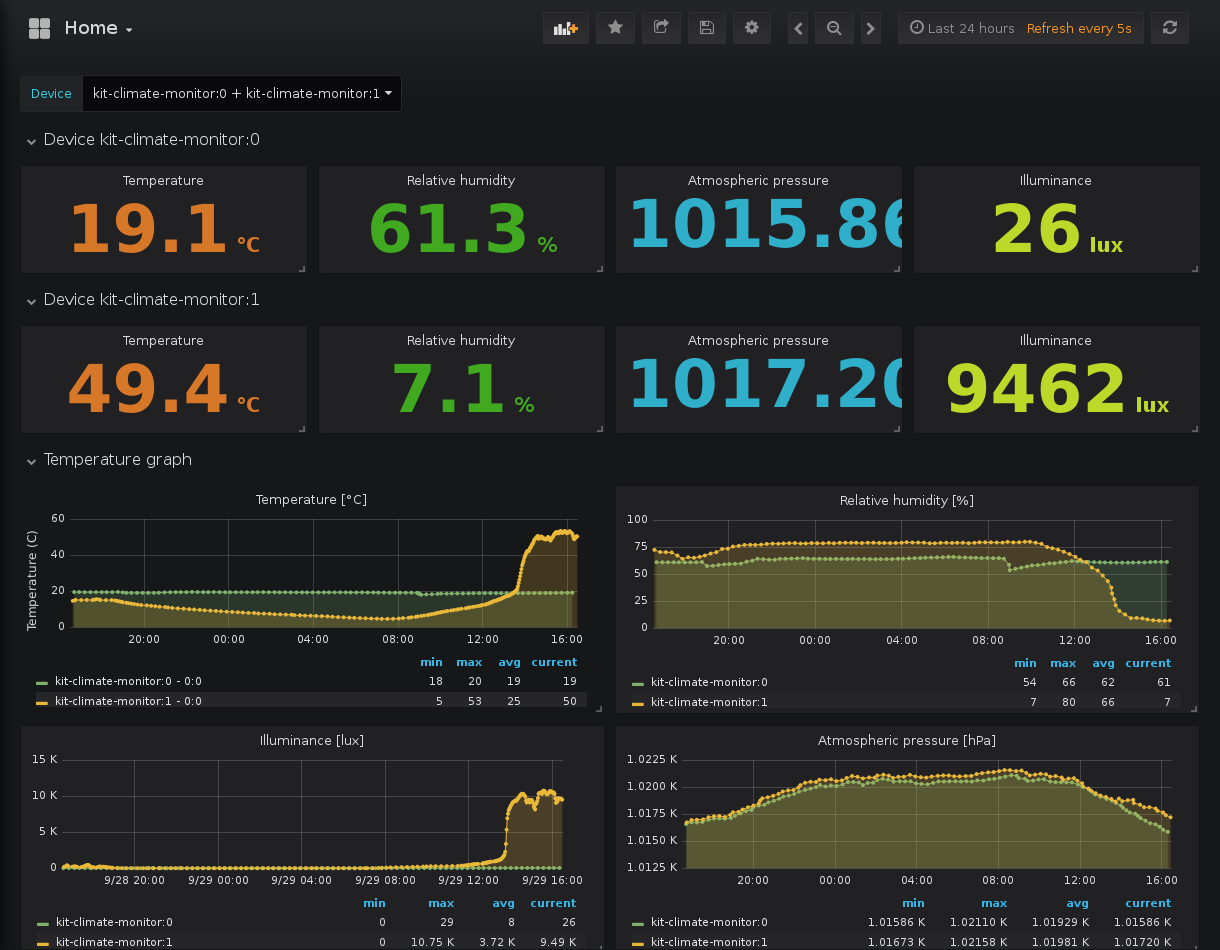 Home
Last 24 hours Refresh every 5s
Device kit-climate-monitor:0 + kit-climate-monitor:1
Device kit-climate-monitor:0
Temperature Relative humidity Atmospheric pressure Illuminance
19.1 °C 61.3 % 1015.86 26 lux
Device kit-climate-monitor:1
Temperature Relative humidity Atmospheric pressure Illuminance
49.4 °C 7.1 % 1017.20 9462 lux
Temperature graph
Temperature [°C]
Temperature (C)
60
40
20
0
20:00 00:00 04:00 08:00 12:00 16:00
min max avg current
kit-climate-monitor:0 - 0:0 18 20 19 19
kit-climate-monitor:1 - 0:0 5 53 25 50
Relative humidity [%]
100
75
50
25
0
20:00 00:00 04:00 08:00 12:00 16:00
min max avg current
kit-climate-monitor:0 54 66 62 61
kit-climate-monitor:1 7 80 66 7
Illuminance [lux]
15 K
10 K
5 K
0
9/28 20:00 9/29 00:00 9/29 04:00 9/29 08:00 9/29 12:00 9/29 16:00
min max avg current
kit-climate-monitor:0 0 29 8 26
kit-climate-monitor:1 0 10.75 K 3.72 K 9.49 K
Atmospheric pressure [hPa]
1.0225 K
1.0200 K
1.0175 K
1.0150 K
1.0125 K
20:00 00:00 04:00 08:00 12:00 16:00
min max avg current
kit-climate-monitor:0 1.01586 K 1.02110 K 1.01929 K 1.01586 K
kit-climate-monitor:1 1.01673 K 1.02158 K 1.01981 K 1.01720 K